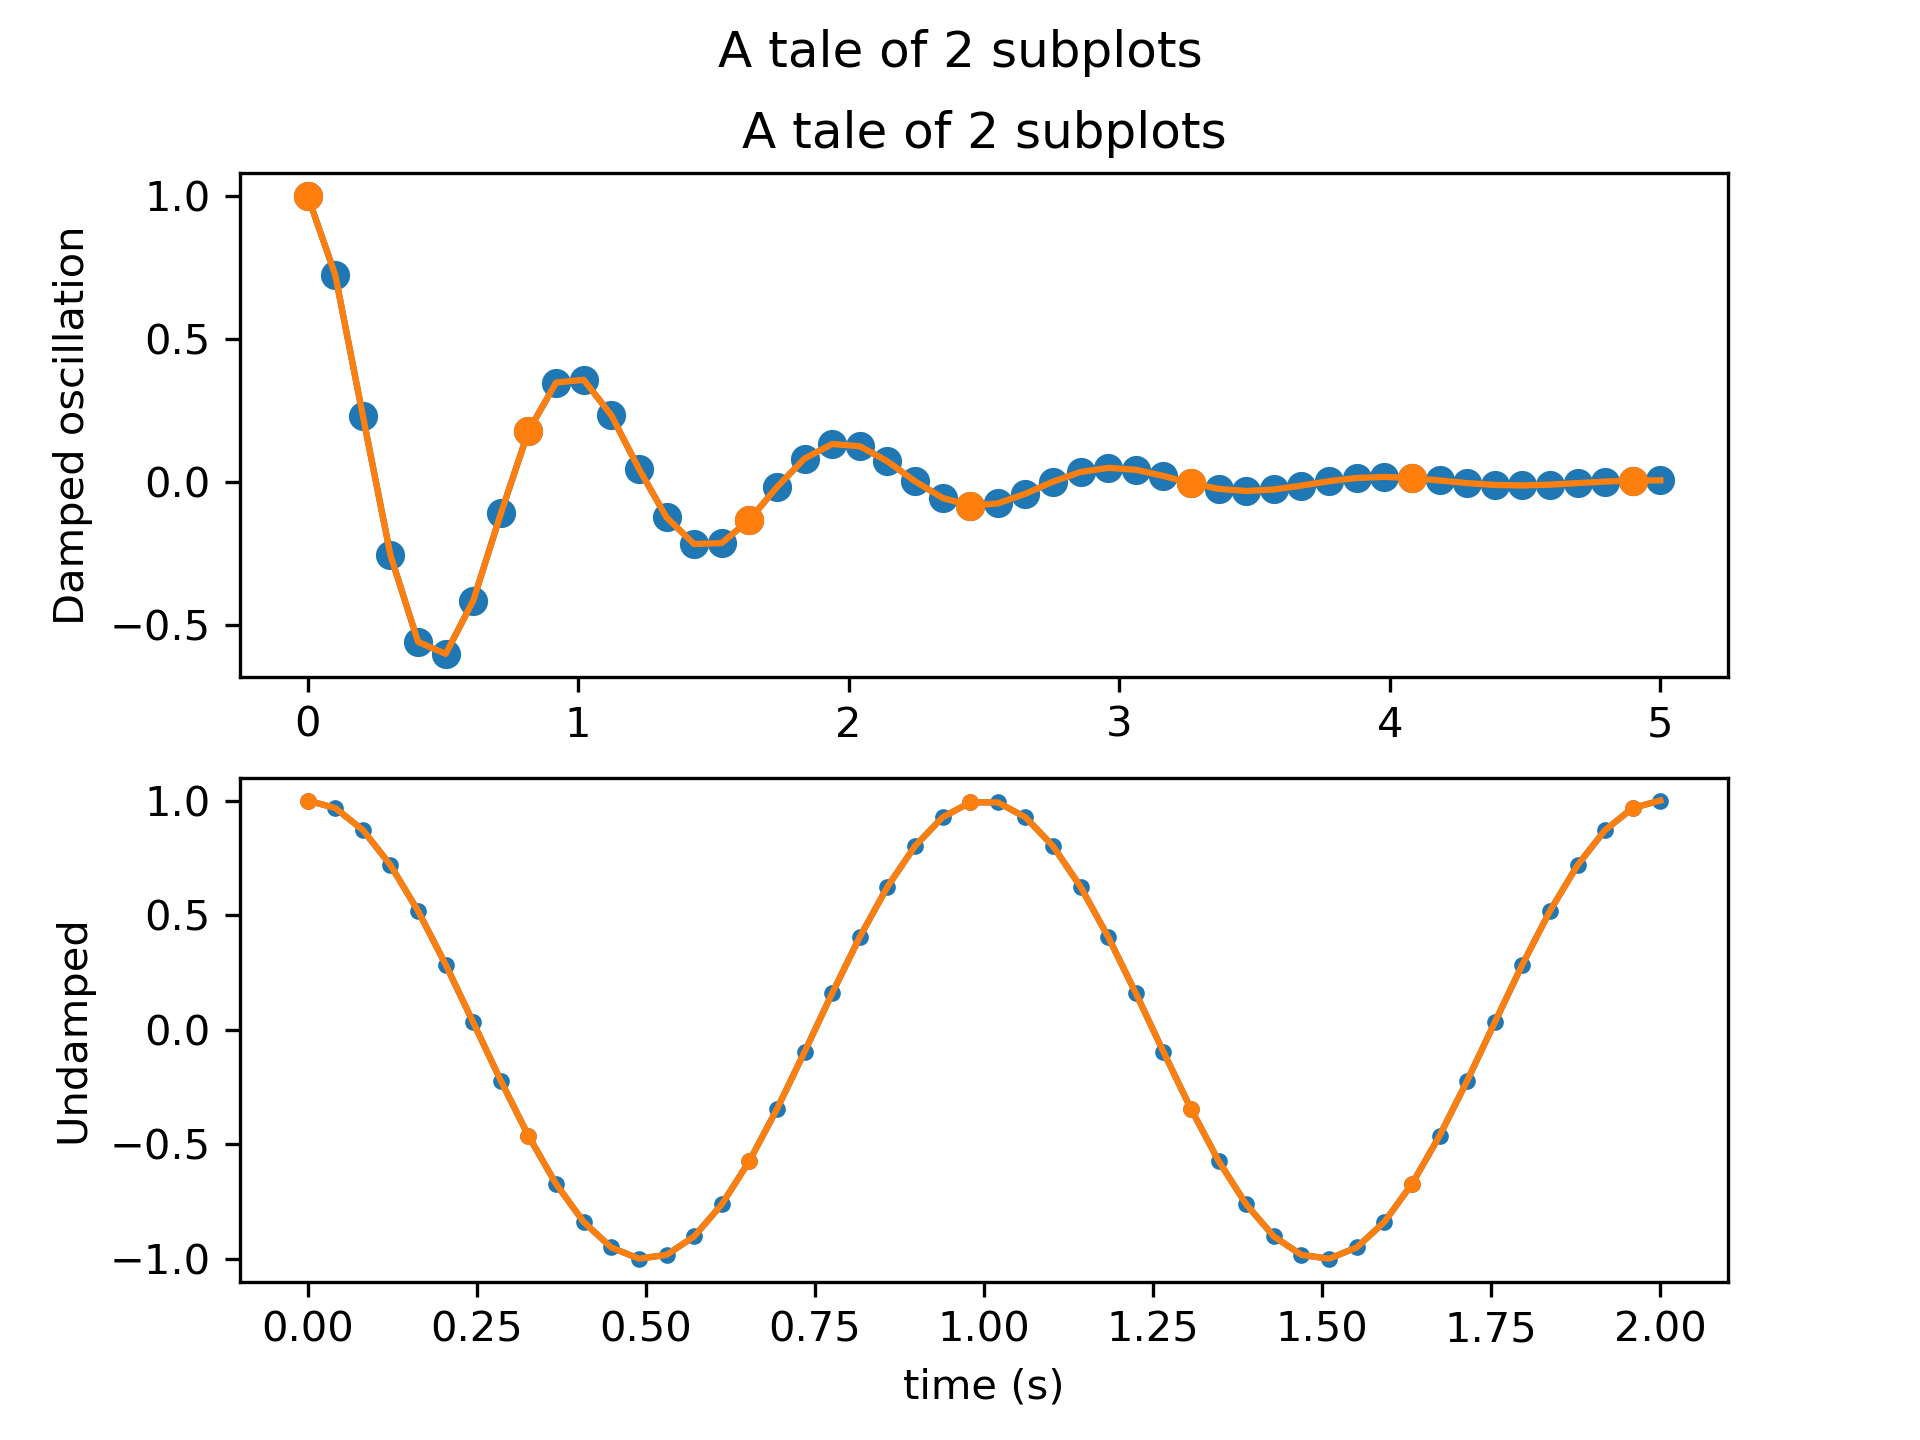 A tale of 2 subplots
A tale of 2 subplots
Damped oscillation
1.0
0.5
0.0
−0.5
0 1 2 3 4 5
Undamped
1.0
0.5
0.0
−0.5
−1.0
0.00 0.25 0.50 0.75 1.00 1.25 1.50 1.75 2.00
time (s)